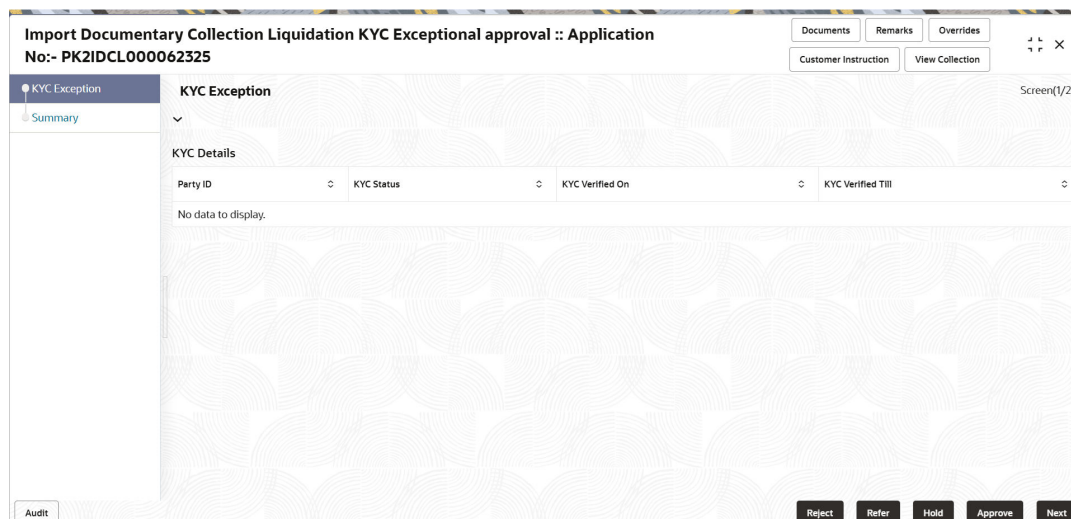 Import Documentary Collection Liquidation KYC Exceptional approval :: Application
No:- PK2IDCL000062325
Documents Remarks Overrides
Customer Instruction View Collection
KYC Exception
Summary
KYC Exception
Screen(1/2
KYC Details
Party ID KYC Status KYC Verified On KYC Verified Till
No data to display.
Audit
Reject Refer Hold Approve Next